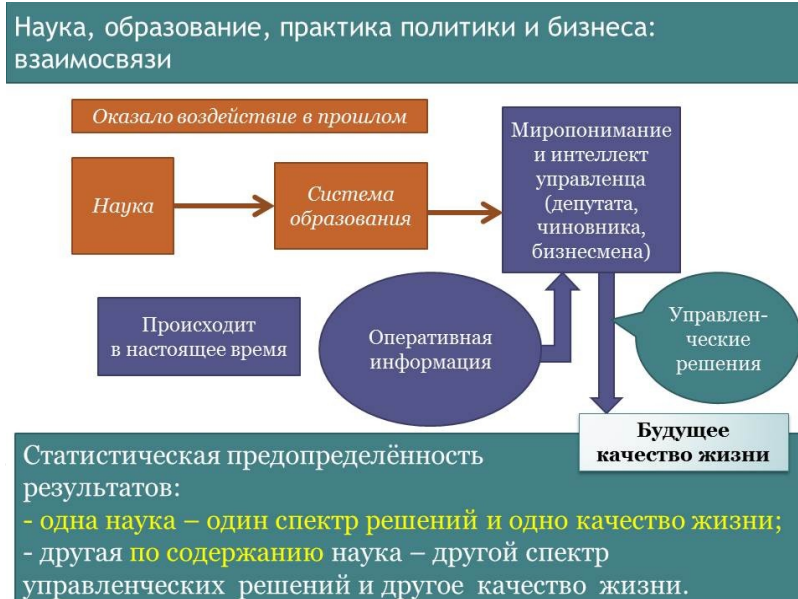 Наука, образование, практика политики и бизнеса:
взаимосвязи
Оказало воздействие в прошлом
Наука
Система
образования
Миропонимание
и интеллект
управленца
(депутата,
чиновника,
бизнесмена)
Происходит
в настоящее время
Оперативная
информация
Управлен-
ческие
решения
Будущее
качество жизни
Статистическая предопределённость
результатов:
- одна наука – один спектр решений и одно качество жизни;
- другая по содержанию наука – другой спектр
управленческих решений и другое качество жизни.